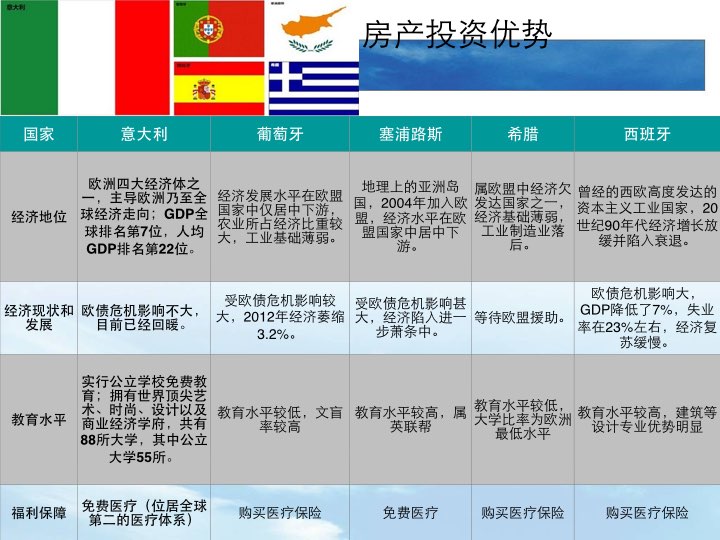 意大利
房产投资优势
国家
意大利
葡萄牙
塞浦路斯
希腊
西班牙
经济地位
欧洲四大经济体之
一，主导欧洲乃至全
球经济走向；GDP全
球排名第7位，人均
GDP排名第22位。
经济发展水平在欧盟
国家中仅居中下游，
农业所占经济比重较
大，工业基础薄弱。
地理上的亚洲岛
国，2004年加入欧
盟，经济水平在欧
盟国家中居中下
游。
属欧盟中经济欠
发达国家之一，
经济基础薄弱，
工业制造业落
后。
曾经的西欧高度发达的
资本主义工业国家，20
世纪90年代经济增长放
缓并陷入衰退。
经济现状和
发展
欧债危机影响不大，
目前已经回暖。
受欧债危机影响较
大，2012年经济萎缩
3.2%。
受欧债危机影响甚
大，经济陷入进一
步萧条中。
等待欧盟援助。
欧债危机影响大，
GDP降低了7%，失业
率在23%左右，经济复
苏缓慢。
教育水平
实行公立学校免费教
育；拥有世界顶尖艺
术、时尚、设计以及
商业经济学府，共有
88所大学，其中公立
大学55所。
教育水平较低，文盲
率较高
教育水平较高，属
英联帮
教育水平较低，
大学比率为欧洲
最低水平
教育水平较高，建筑等
设计专业优势明显
福利保障
免费医疗（位居全球
第二的医疗体系）
购买医疗保险
免费医疗
购买医疗保险
购买医疗保险